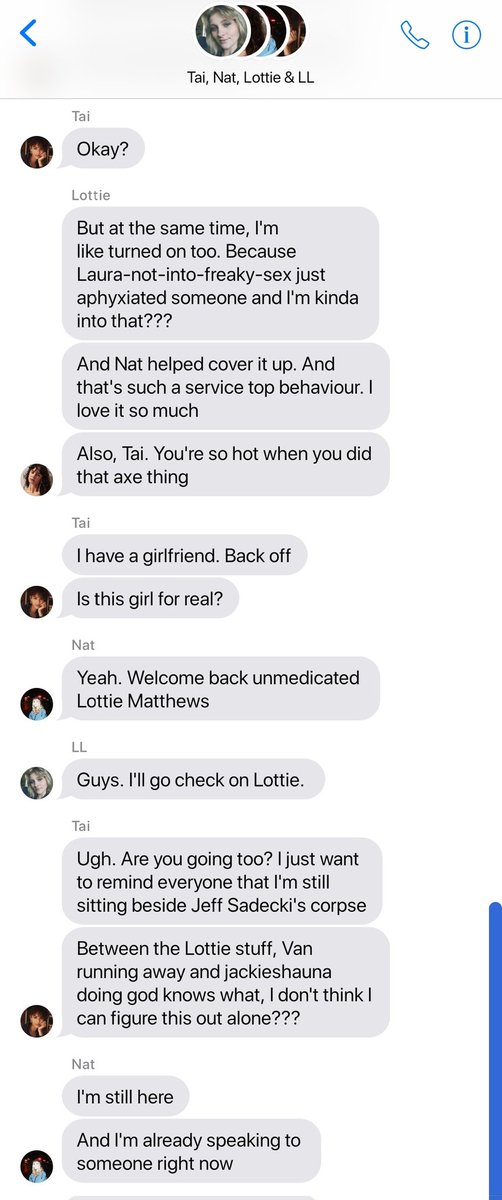 Tai, Nat, Lottie & LL
Tai
Okay?
Lottie
But at the same time, I'm
like turned on too. Because
Laura-not-into-freaky-sex just
aphyxiated someone and I'm kinda
into that???
And Nat helped cover it up. And
that's such a service top behaviour. I
love it so much
Also, Tai. You're so hot when you did
that axe thing
Tai
I have a girlfriend. Back off
Is this girl for real?
Nat
Yeah. Welcome back unmedicated
Lottie Matthews
LL
Guys. I'll go check on Lottie.
Tai
Ugh. Are you going too? I just want
to remind everyone that I'm still
sitting beside Jeff Sadecki's corpse
Between the Lottie stuff, Van
running away and jackieshauna
doing god knows what, I don't think I
can figure this out alone???
Nat
I'm still here
And I'm already speaking to
someone right now